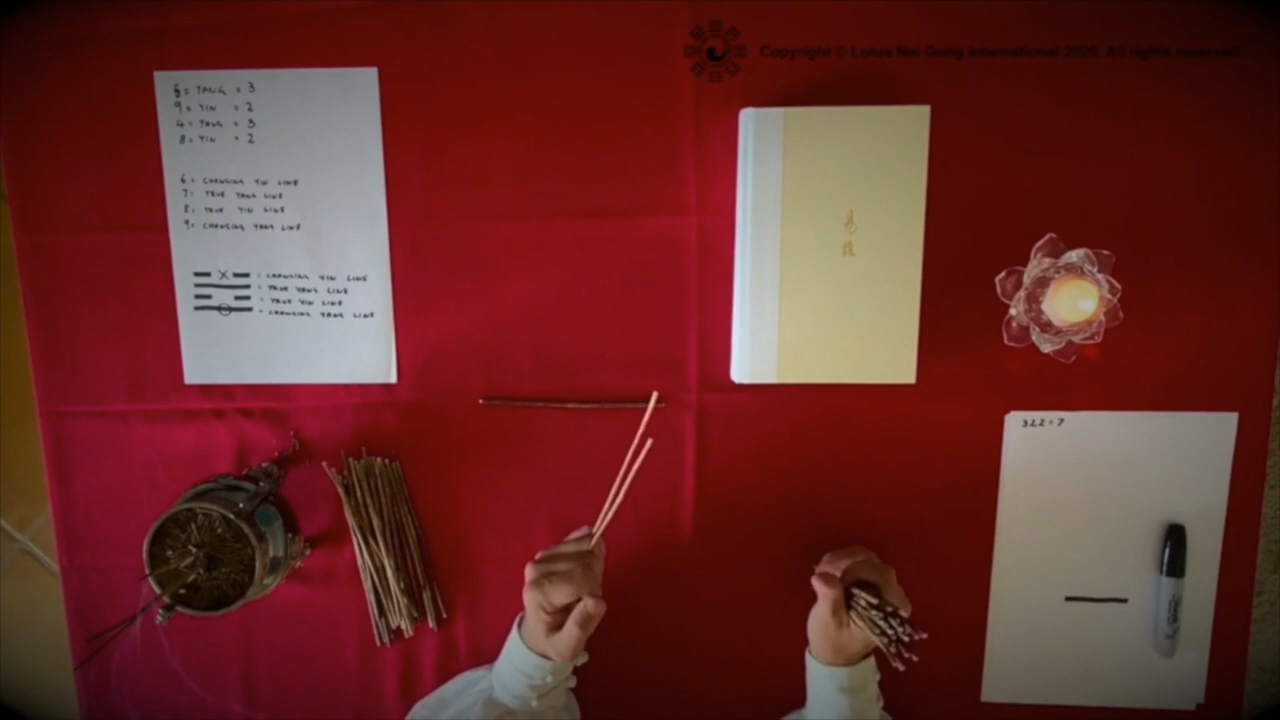 Copyright © Lotus Nei Gong International 2020. All rights reserved.
5 = YANG = 3
9 = YIN = 2
4 = YANG = 3
8 = YIN = 2
6 = CHANGING YIN LINE
7 = TRUE YANG LINE
8 = TRUE YIN LINE
9 = CHANGING YANG LINE
= CHANGING YIN LINE
= TRUE YANG LINE
= TRUE YIN LINE
= CHANGING YANG LINE
易經
322 = 7